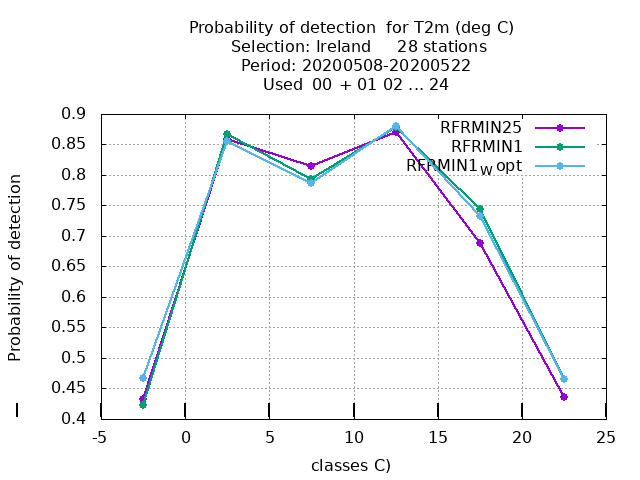 Probability of detection  for T2m (deg C)
Selection: Ireland     28 stations
Period: 20200508-20200522
Used  00 + 01 02 ... 24
Probability of detection
0.9
0.85
0.8
0.75
0.7
0.65
0.6
0.55
0.5
0.45
0.4
RFRMIN25
RFRMIN1
RFRMIN1W opt
-5 0 5 10 15 20 25
classes C)